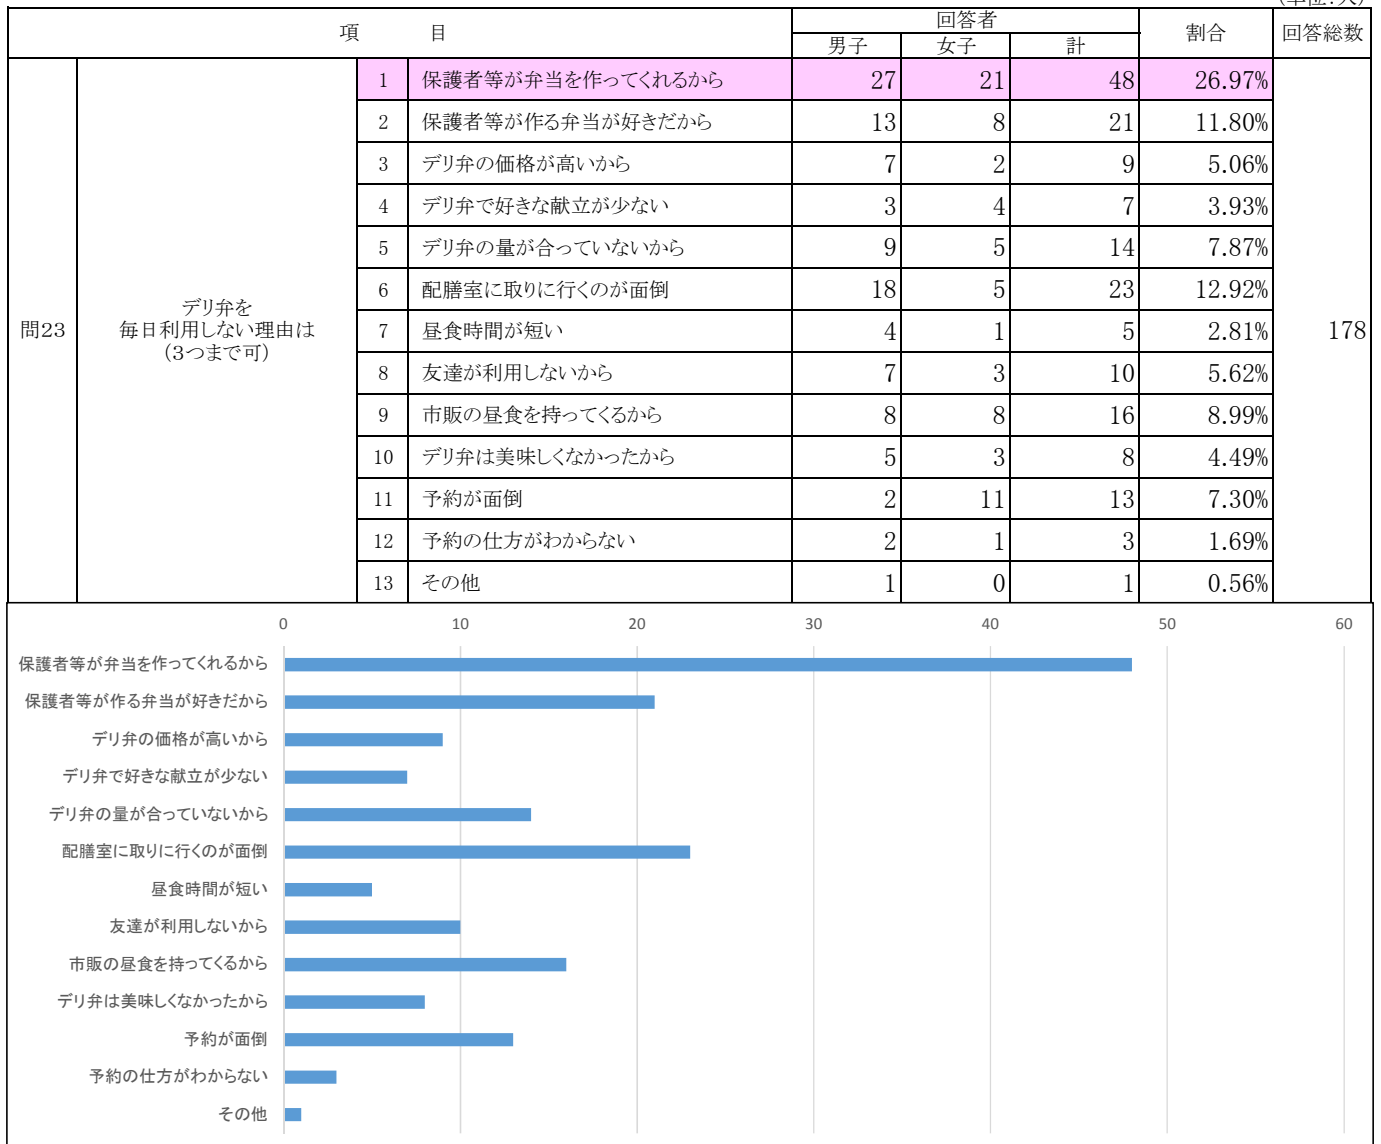 (単位:人)
項 目 回答者 割合 回答総数
男子 女子 計
問23 デリ弁を
毎日利用しない理由は
(3つまで可)
1 保護者等が弁当を作ってくれるから 27 21 48 26.97%
2 保護者等が作る弁当が好きだから 13 8 21 11.80%
3 デリ弁の価格が高いから 7 2 9 5.06%
4 デリ弁で好きな献立が少ない 3 4 7 3.93%
5 デリ弁の量が合っていないから 9 5 14 7.87%
6 配膳室に取りに行くのが面倒 18 5 23 12.92%
7 昼食時間が短い 4 1 5 2.81% 178
8 友達が利用しないから 7 3 10 5.62%
9 市販の昼食を持ってくるから 8 8 16 8.99%
10 デリ弁は美味しくなかったから 5 3 8 4.49%
11 予約が面倒 2 11 13 7.30%
12 予約の仕方がわからない 2 1 3 1.69%
13 その他 1 0 1 0.56%
0 10 20 30 40 50 60
保護者等が弁当を作ってくれるから
保護者等が作る弁当が好きだから
デリ弁の価格が高いから
デリ弁で好きな献立が少ない
デリ弁の量が合っていないから
配膳室に取りに行くのが面倒
昼食時間が短い
友達が利用しないから
市販の昼食を持ってくるから
デリ弁は美味しくなかったから
予約が面倒
予約の仕方がわからない
その他